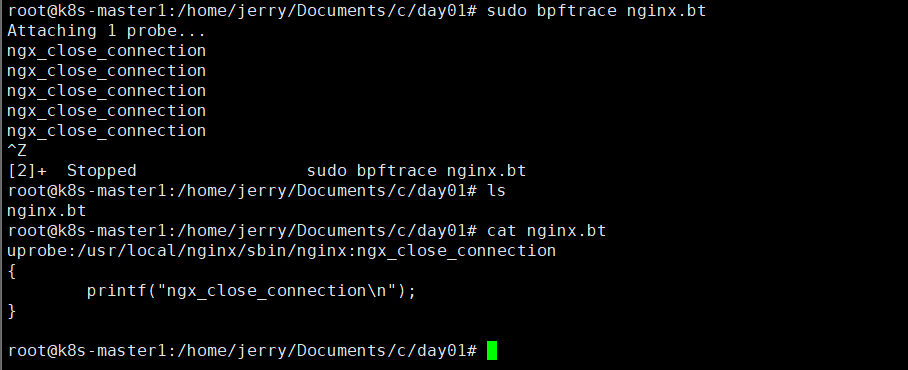 root@k8s-master1:/home/jerry/Documents/c/day01# sudo bpftrace nginx.bt
Attaching 1 probe...
ngx_close_connection
ngx_close_connection
ngx_close_connection
ngx_close_connection
ngx_close_connection
^Z
[2]+  Stopped                 sudo bpftrace nginx.bt
root@k8s-master1:/home/jerry/Documents/c/day01# ls
nginx.bt
root@k8s-master1:/home/jerry/Documents/c/day01# cat nginx.bt
uprobe:/usr/local/nginx/sbin/nginx:ngx_close_connection
{
        printf("ngx_close_connection\n");
}
root@k8s-master1:/home/jerry/Documents/c/day01#